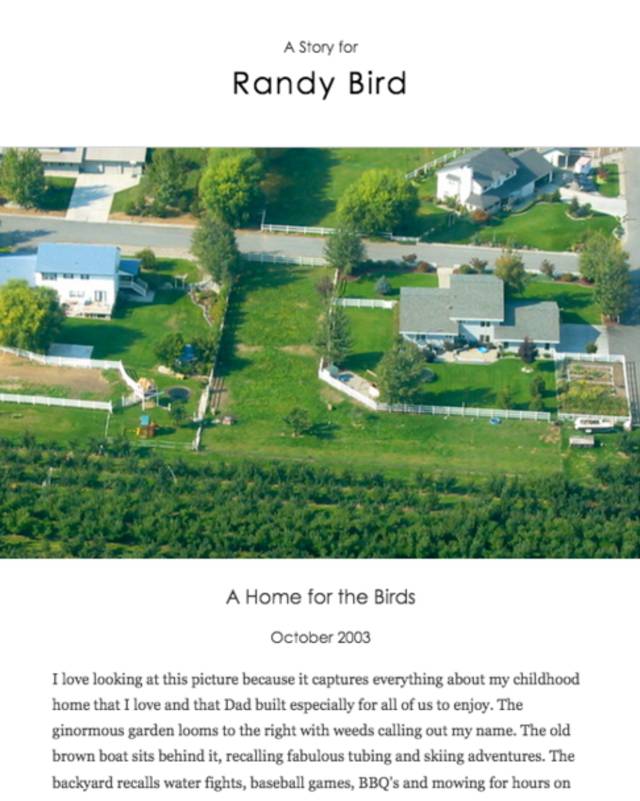 A Story for
Randy Bird
A Home for the Birds
October 2003
I love looking at this picture because it captures everything about my childhood
home that I love and that Dad built especially for all of us to enjoy. The
ginormous garden looms to the right with weeds calling out my name. The old
brown boat sits behind it, recalling fabulous tubing and skiing adventures. The
backyard recalls water fights, baseball games, BBQ's and mowing for hours on